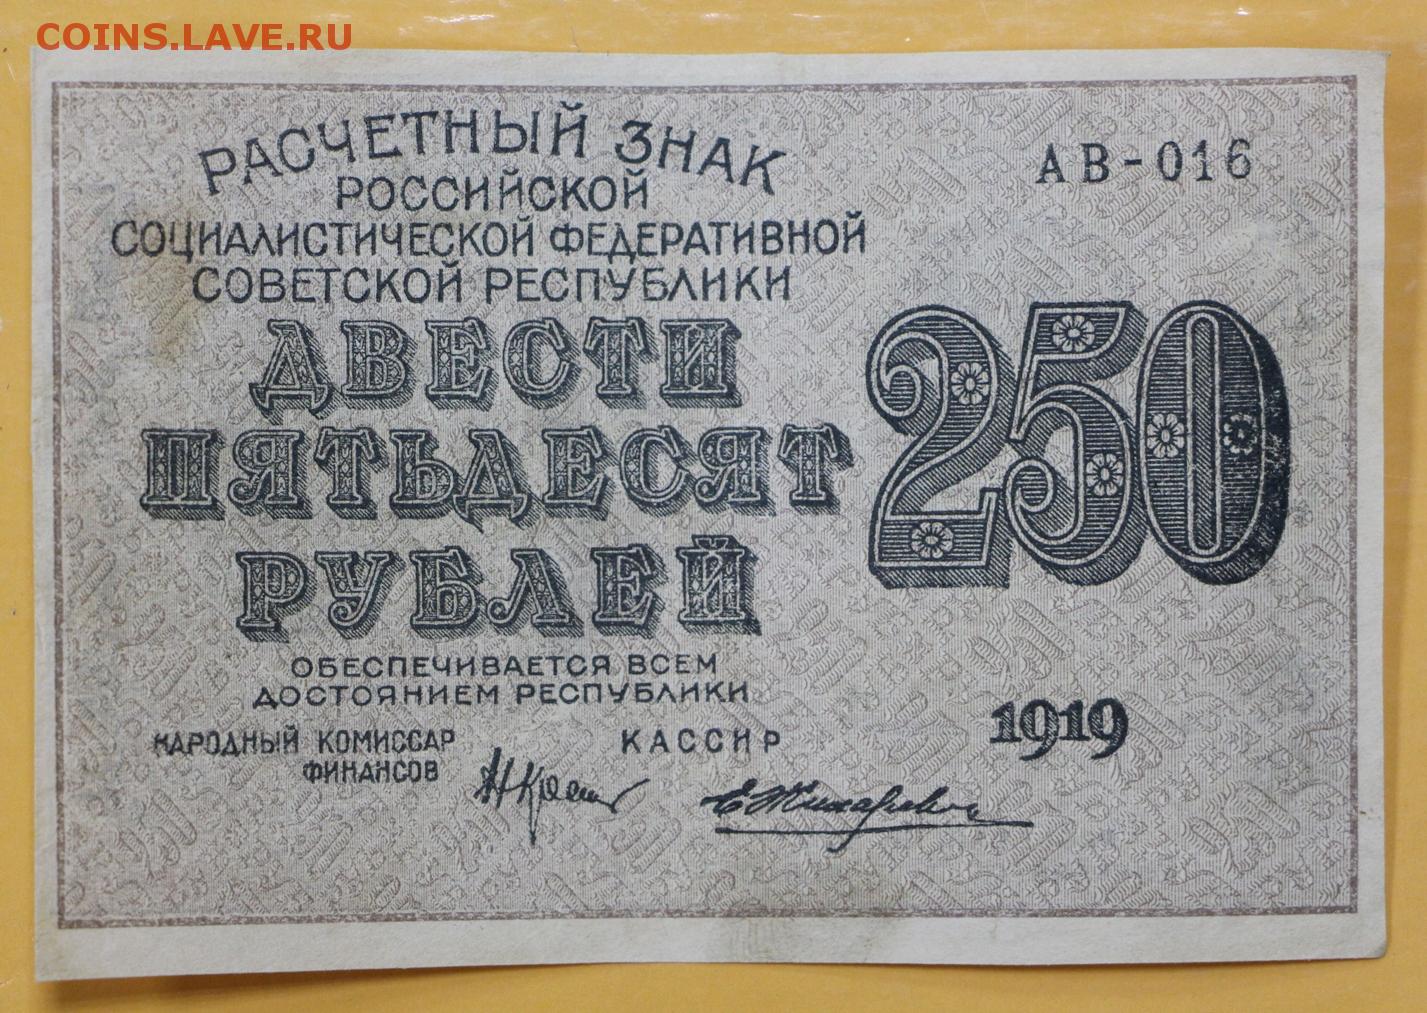 COINS.LAVE.RU
РАСЧЕТНЫЙ ЗНАК
РОССИЙСКОЙ
СОЦИАЛИСТИЧЕСКОЙ ФЕДЕРАТИВНОЙ
СОВЕТСКОЙ РЕСПУБЛИКИ
АВ-016
ДВЕСТИ
ПЯТЬДЕСЯТ
РУБЛЕЙ
250
ОБЕСПЕЧИВАЕТСЯ ВСЕМ
ДОСТОЯНИЕМ РЕСПУБЛИКИ
1919
НАРОДНЫЙ КОМИССАР
ФИНАНСОВ
КАССИР